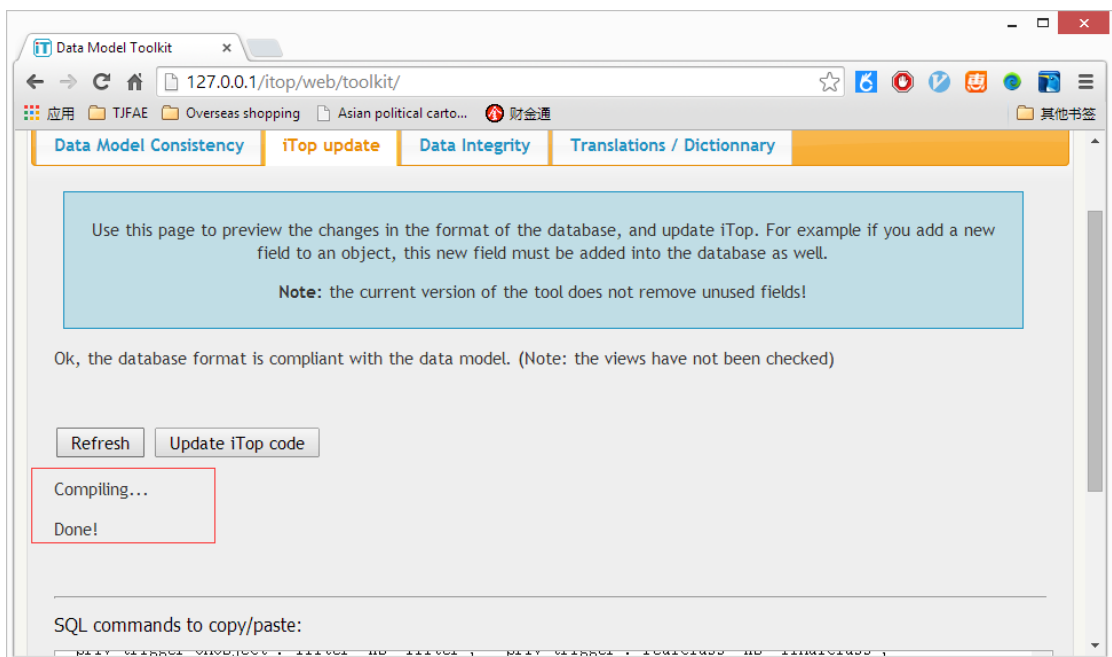 Data Model Toolkit
127.0.0.1/itop/web/toolkit/
应用 TJFAE Overseas shopping Asian political carto... 财金通 其他书签
Data Model Consistency iTop update Data Integrity Translations / Dictionnary
Use this page to preview the changes in the format of the database, and update iTop. For example if you add a new
field to an object, this new field must be added into the database as well.
Note: the current version of the tool does not remove unused fields!
Ok, the database format is compliant with the data model. (Note: the views have not been checked)
Refresh Update iTop code
Compiling...
Done!
SQL commands to copy/paste: